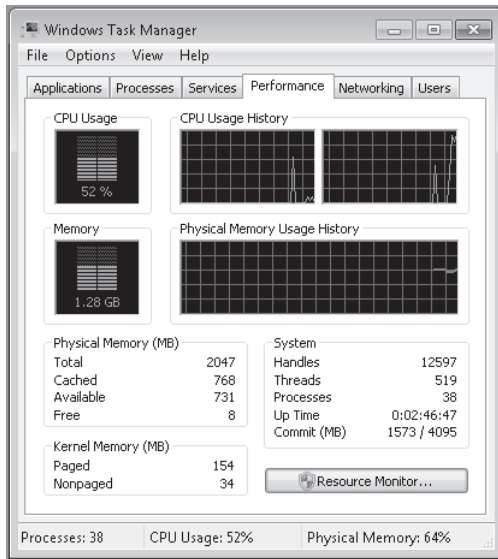 Windows Task Manager
File Options View Help
Applications Processes Services Performance Networking Users
CPU Usage
CPU Usage History
52 %
Memory
Physical Memory Usage History
1.28 GB
Physical Memory (MB)
Total 2047
Cached 768
Available 731
Free 8
System
Handles 12597
Threads 519
Processes 38
Up Time 0:02:46:47
Commit (MB) 1573 / 4095
Kernel Memory (MB)
Paged 154
Nonpaged 34
Resource Monitor...
Processes: 38 CPU Usage: 52% Physical Memory: 64%